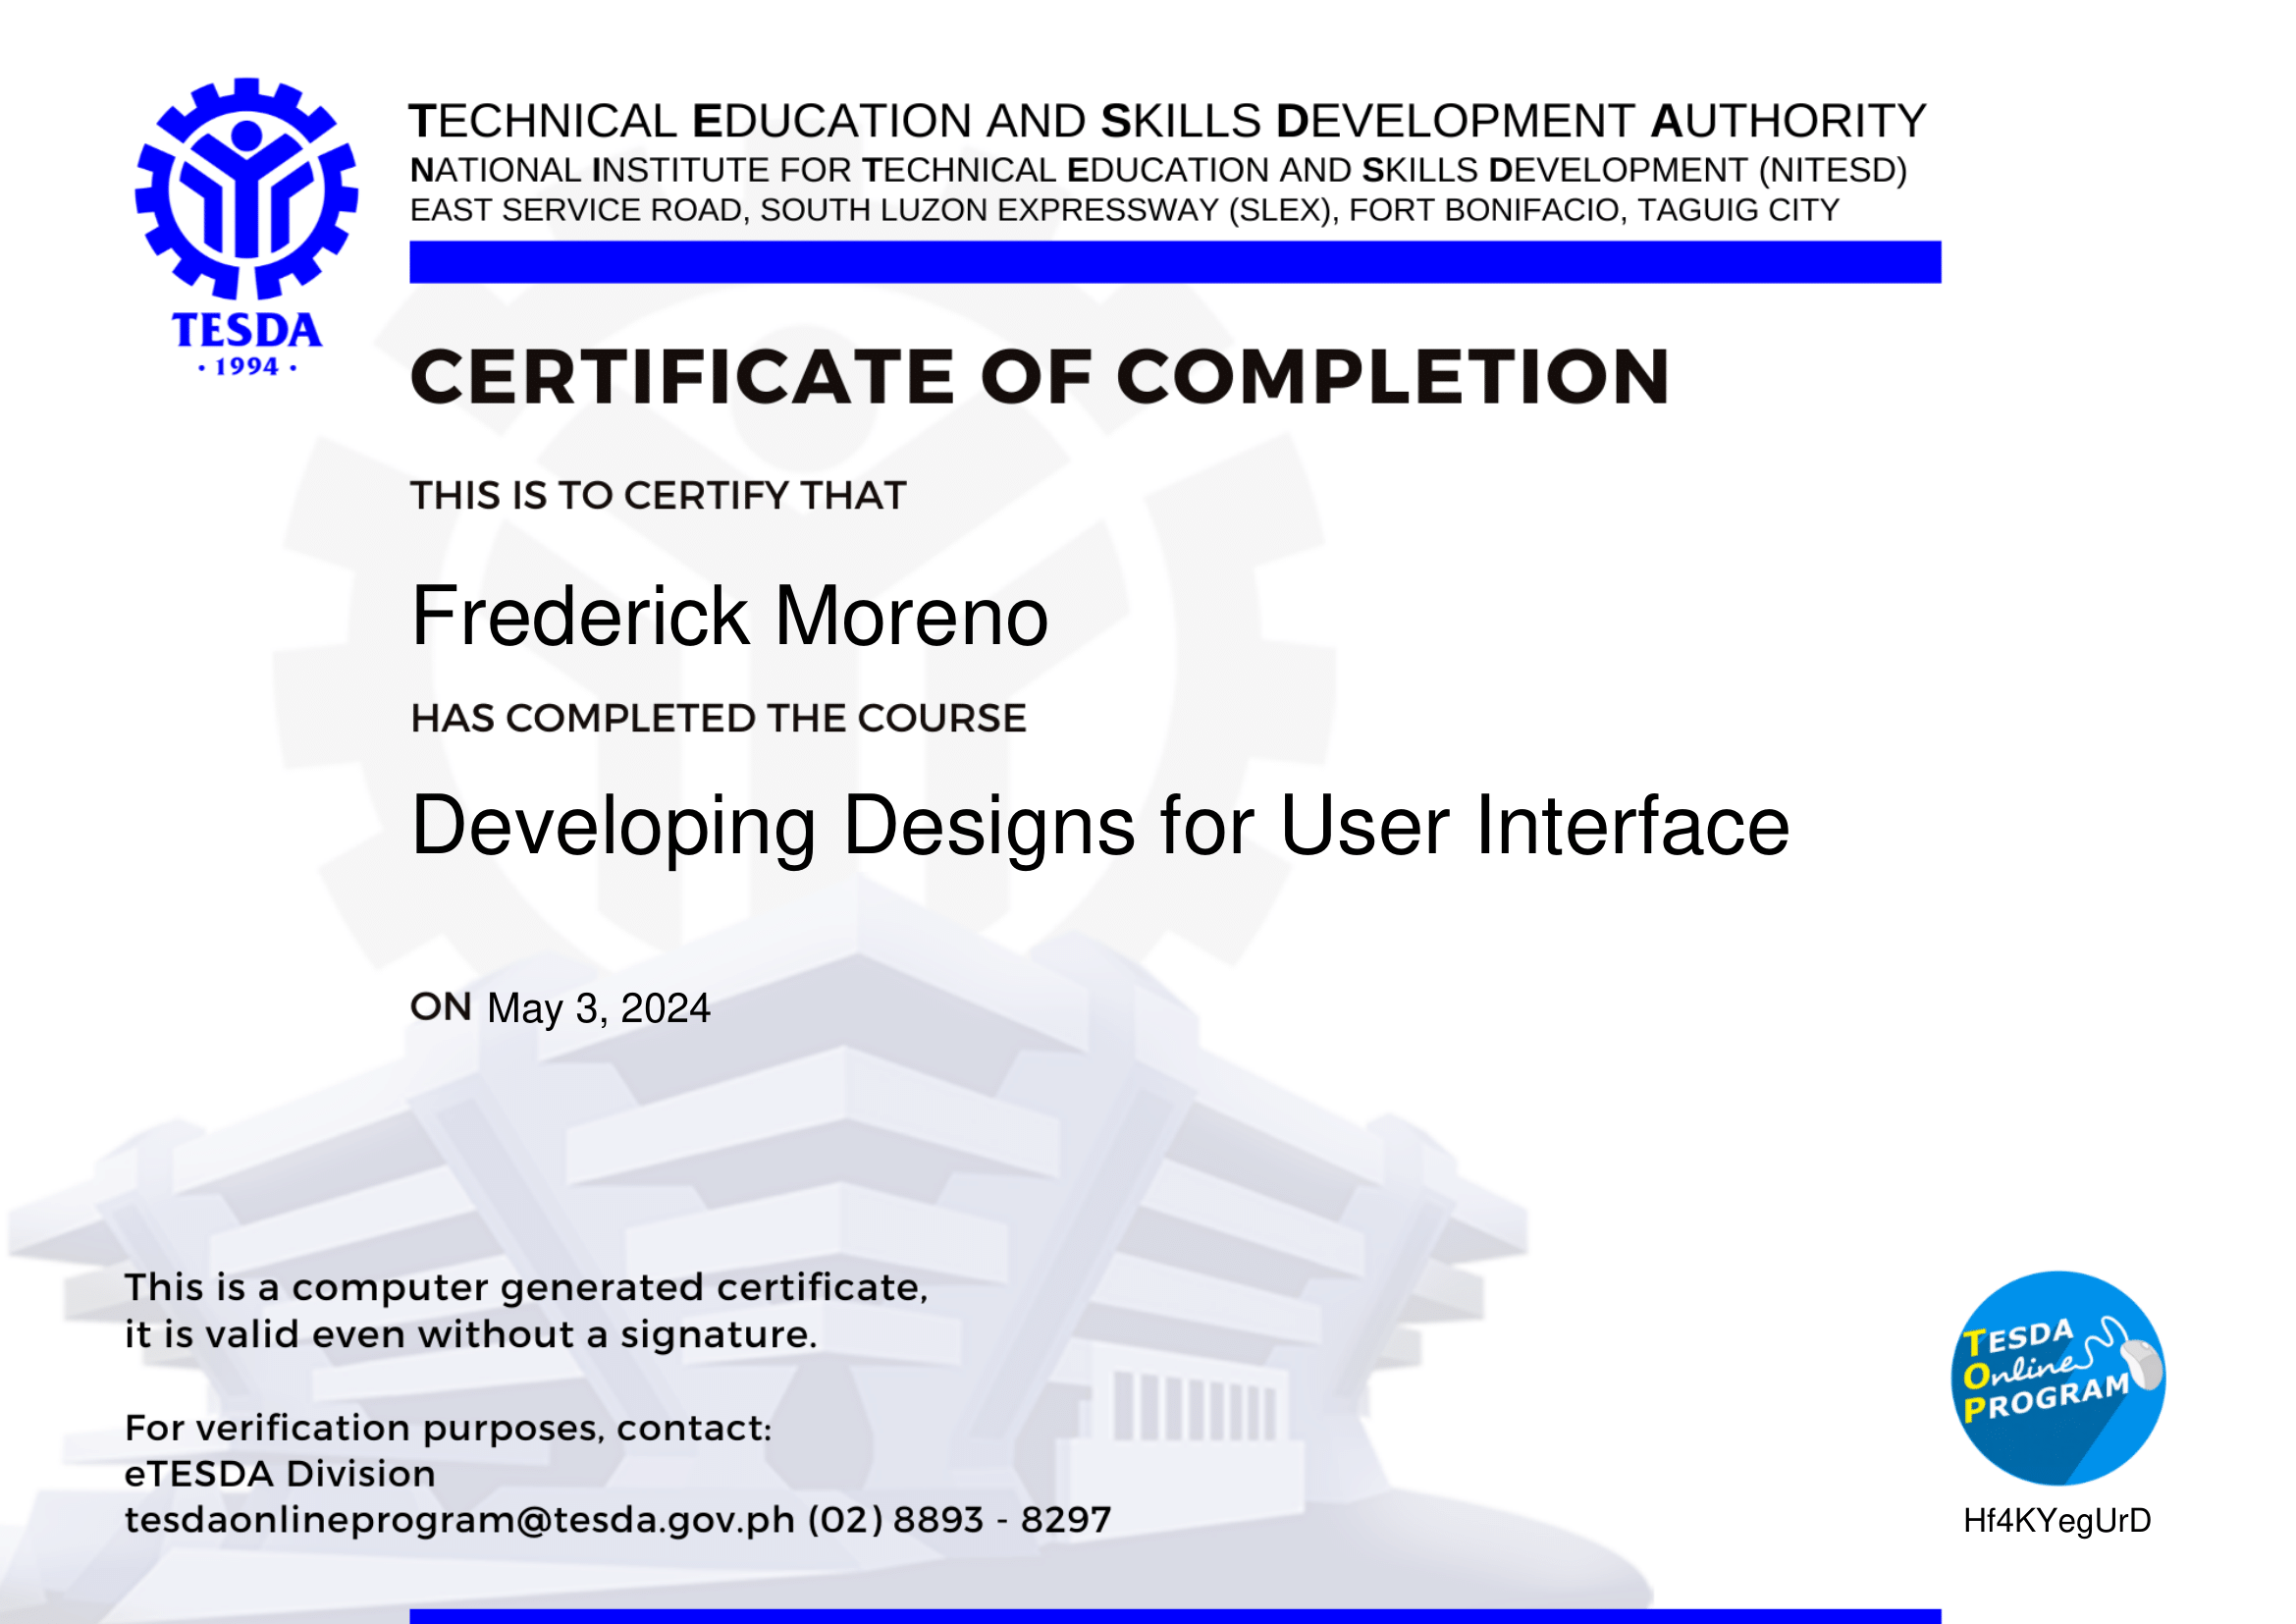 TECHNICAL EDUCATION AND SKILLS DEVELOPMENT AUTHORITY
NATIONAL INSTITUTE FOR TECHNICAL EDUCATION AND SKILLS DEVELOPMENT (NITESD)
EAST SERVICE ROAD, SOUTH LUZON EXPRESSWAY (SLEX), FORT BONIFACIO, TAGUIG CITY
TESDA
· 1994 ·
CERTIFICATE OF COMPLETION
THIS IS TO CERTIFY THAT
Frederick Moreno
HAS COMPLETED THE COURSE
Developing Designs for User Interface
ON May 3, 2024
This is a computer generated certificate,
it is valid even without a signature.
For verification purposes, contact:
eTESDA Division
tesdaonlineprogram@tesda.gov.ph (02) 8893 - 8297
TESDA
Online
PROGRAM
Hf4KYegUrD